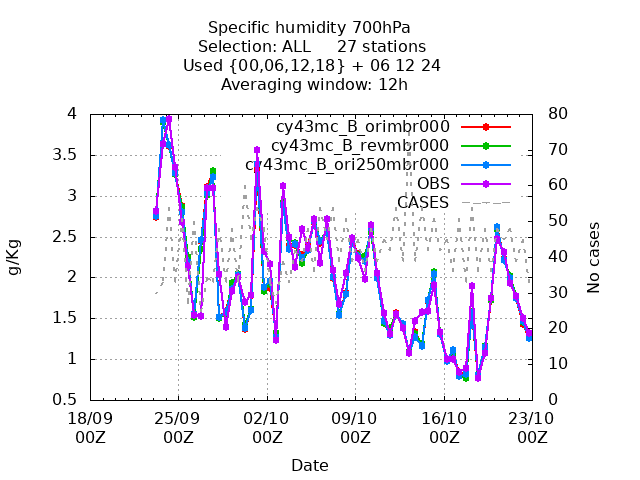 Specific humidity 700hPa
Selection: ALL     27 stations
Used {00,06,12,18} + 06 12 24
Averaging window: 12h
cy43mc_B_orimbr000
cy43mc_B_revmbr000
cy43mc_B_ori250mbr000
OBS
CASES
4
3.5
3
2.5
2
1.5
1
0.5
g/Kg
80
70
60
50
40
30
20
10
0
No cases
18/09 25/09 02/10 09/10 16/10 23/10
00Z 00Z 00Z 00Z 00Z 00Z
Date